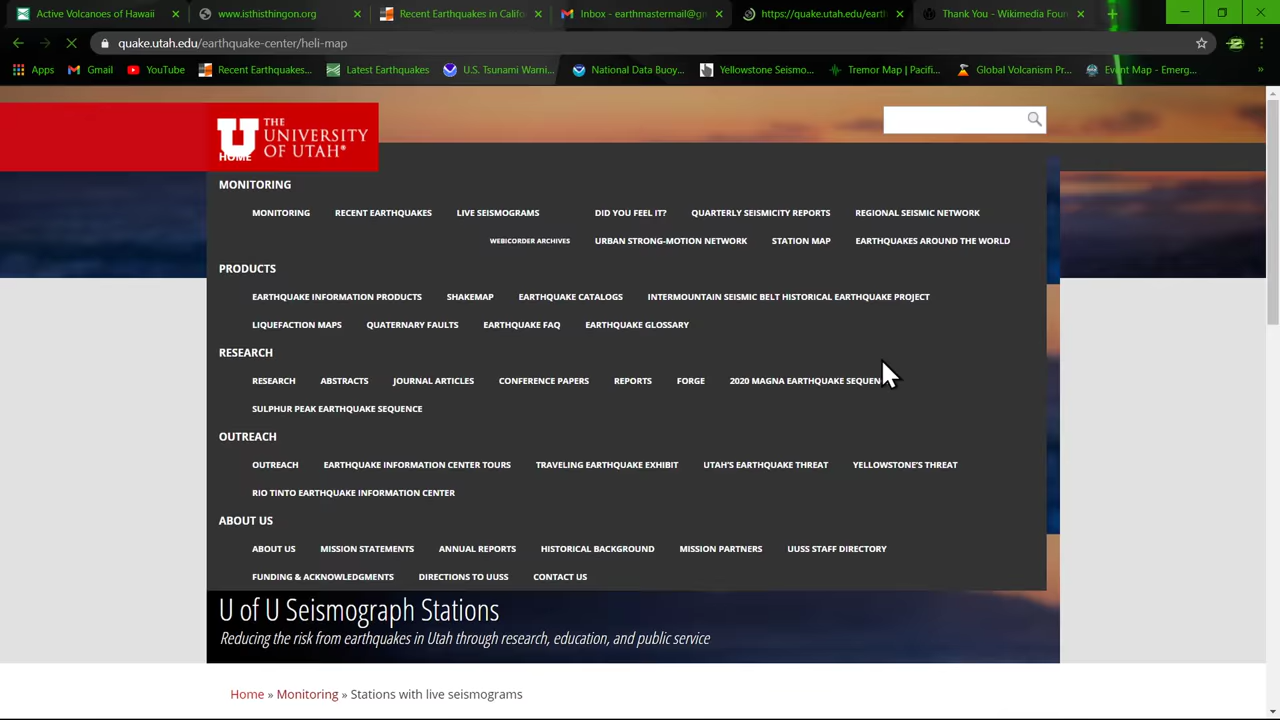 Active Volcanoes of Hawaii
www.isthisthingon.org
Recent Earthquakes in Califo
Inbox - earthmastermail@gm
https://quake.utah.edu/earth
Thank You - Wikimedia Foun
quake.utah.edu/earthquake-center/heli-map
Apps Gmail YouTube Recent Earthquakes... Latest Earthquakes U.S. Tsunami Warni... National Data Buoy... Yellowstone Seismo... Tremor Map | Pacifi... Global Volcanism Pr... Event Map - Emerg... »
U THE UNIVERSITY OF UTAH®
HOME
MONITORING
MONITORING RECENT EARTHQUAKES LIVE SEISMOGRAMS DID YOU FEEL IT? QUARTERLY SEISMICITY REPORTS REGIONAL SEISMIC NETWORK
WEBICORDER ARCHIVES URBAN STRONG-MOTION NETWORK STATION MAP EARTHQUAKES AROUND THE WORLD
PRODUCTS
EARTHQUAKE INFORMATION PRODUCTS SHAKEMAP EARTHQUAKE CATALOGS INTERMOUNTAIN SEISMIC BELT HISTORICAL EARTHQUAKE PROJECT
LIQUEFACTION MAPS QUATERNARY FAULTS EARTHQUAKE FAQ EARTHQUAKE GLOSSARY
RESEARCH
RESEARCH ABSTRACTS JOURNAL ARTICLES CONFERENCE PAPERS REPORTS FORGE 2020 MAGNA EARTHQUAKE SEQUEN
SULPHUR PEAK EARTHQUAKE SEQUENCE
OUTREACH
OUTREACH EARTHQUAKE INFORMATION CENTER TOURS TRAVELING EARTHQUAKE EXHIBIT UTAH'S EARTHQUAKE THREAT YELLOWSTONE'S THREAT
RIO TINTO EARTHQUAKE INFORMATION CENTER
ABOUT US
ABOUT US MISSION STATEMENTS ANNUAL REPORTS HISTORICAL BACKGROUND MISSION PARTNERS UUSS STAFF DIRECTORY
FUNDING & ACKNOWLEDGMENTS DIRECTIONS TO UUSS CONTACT US
U of U Seismograph Stations
Reducing the risk from earthquakes in Utah through research, education, and public service
Home » Monitoring » Stations with live seismograms